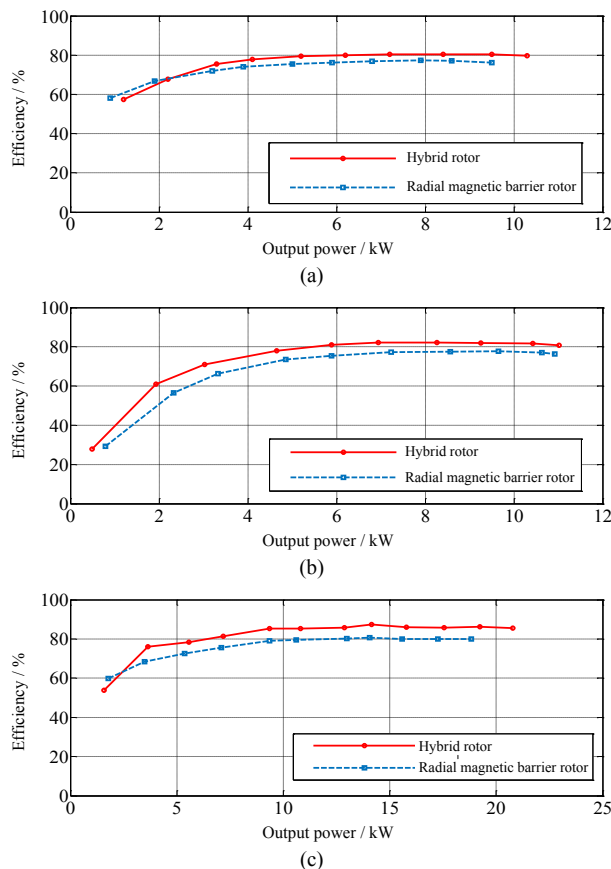 100
80
60
40
20
0
Efficiency / %
Hybrid rotor
Radial magnetic barrier rotor
0 2 4 6 8 10 12
Output power / kW
(a)
100
80
60
40
20
0
Efficiency / %
Hybrid rotor
Radial magnetic barrier rotor
0 2 4 6 8 10 12
Output power / kW
(b)
100
80
60
40
20
0
Efficiency / %
Hybrid rotor
Radial magnetic barrier rotor
0 5 10 15 20 25
Output power / kW
(c)